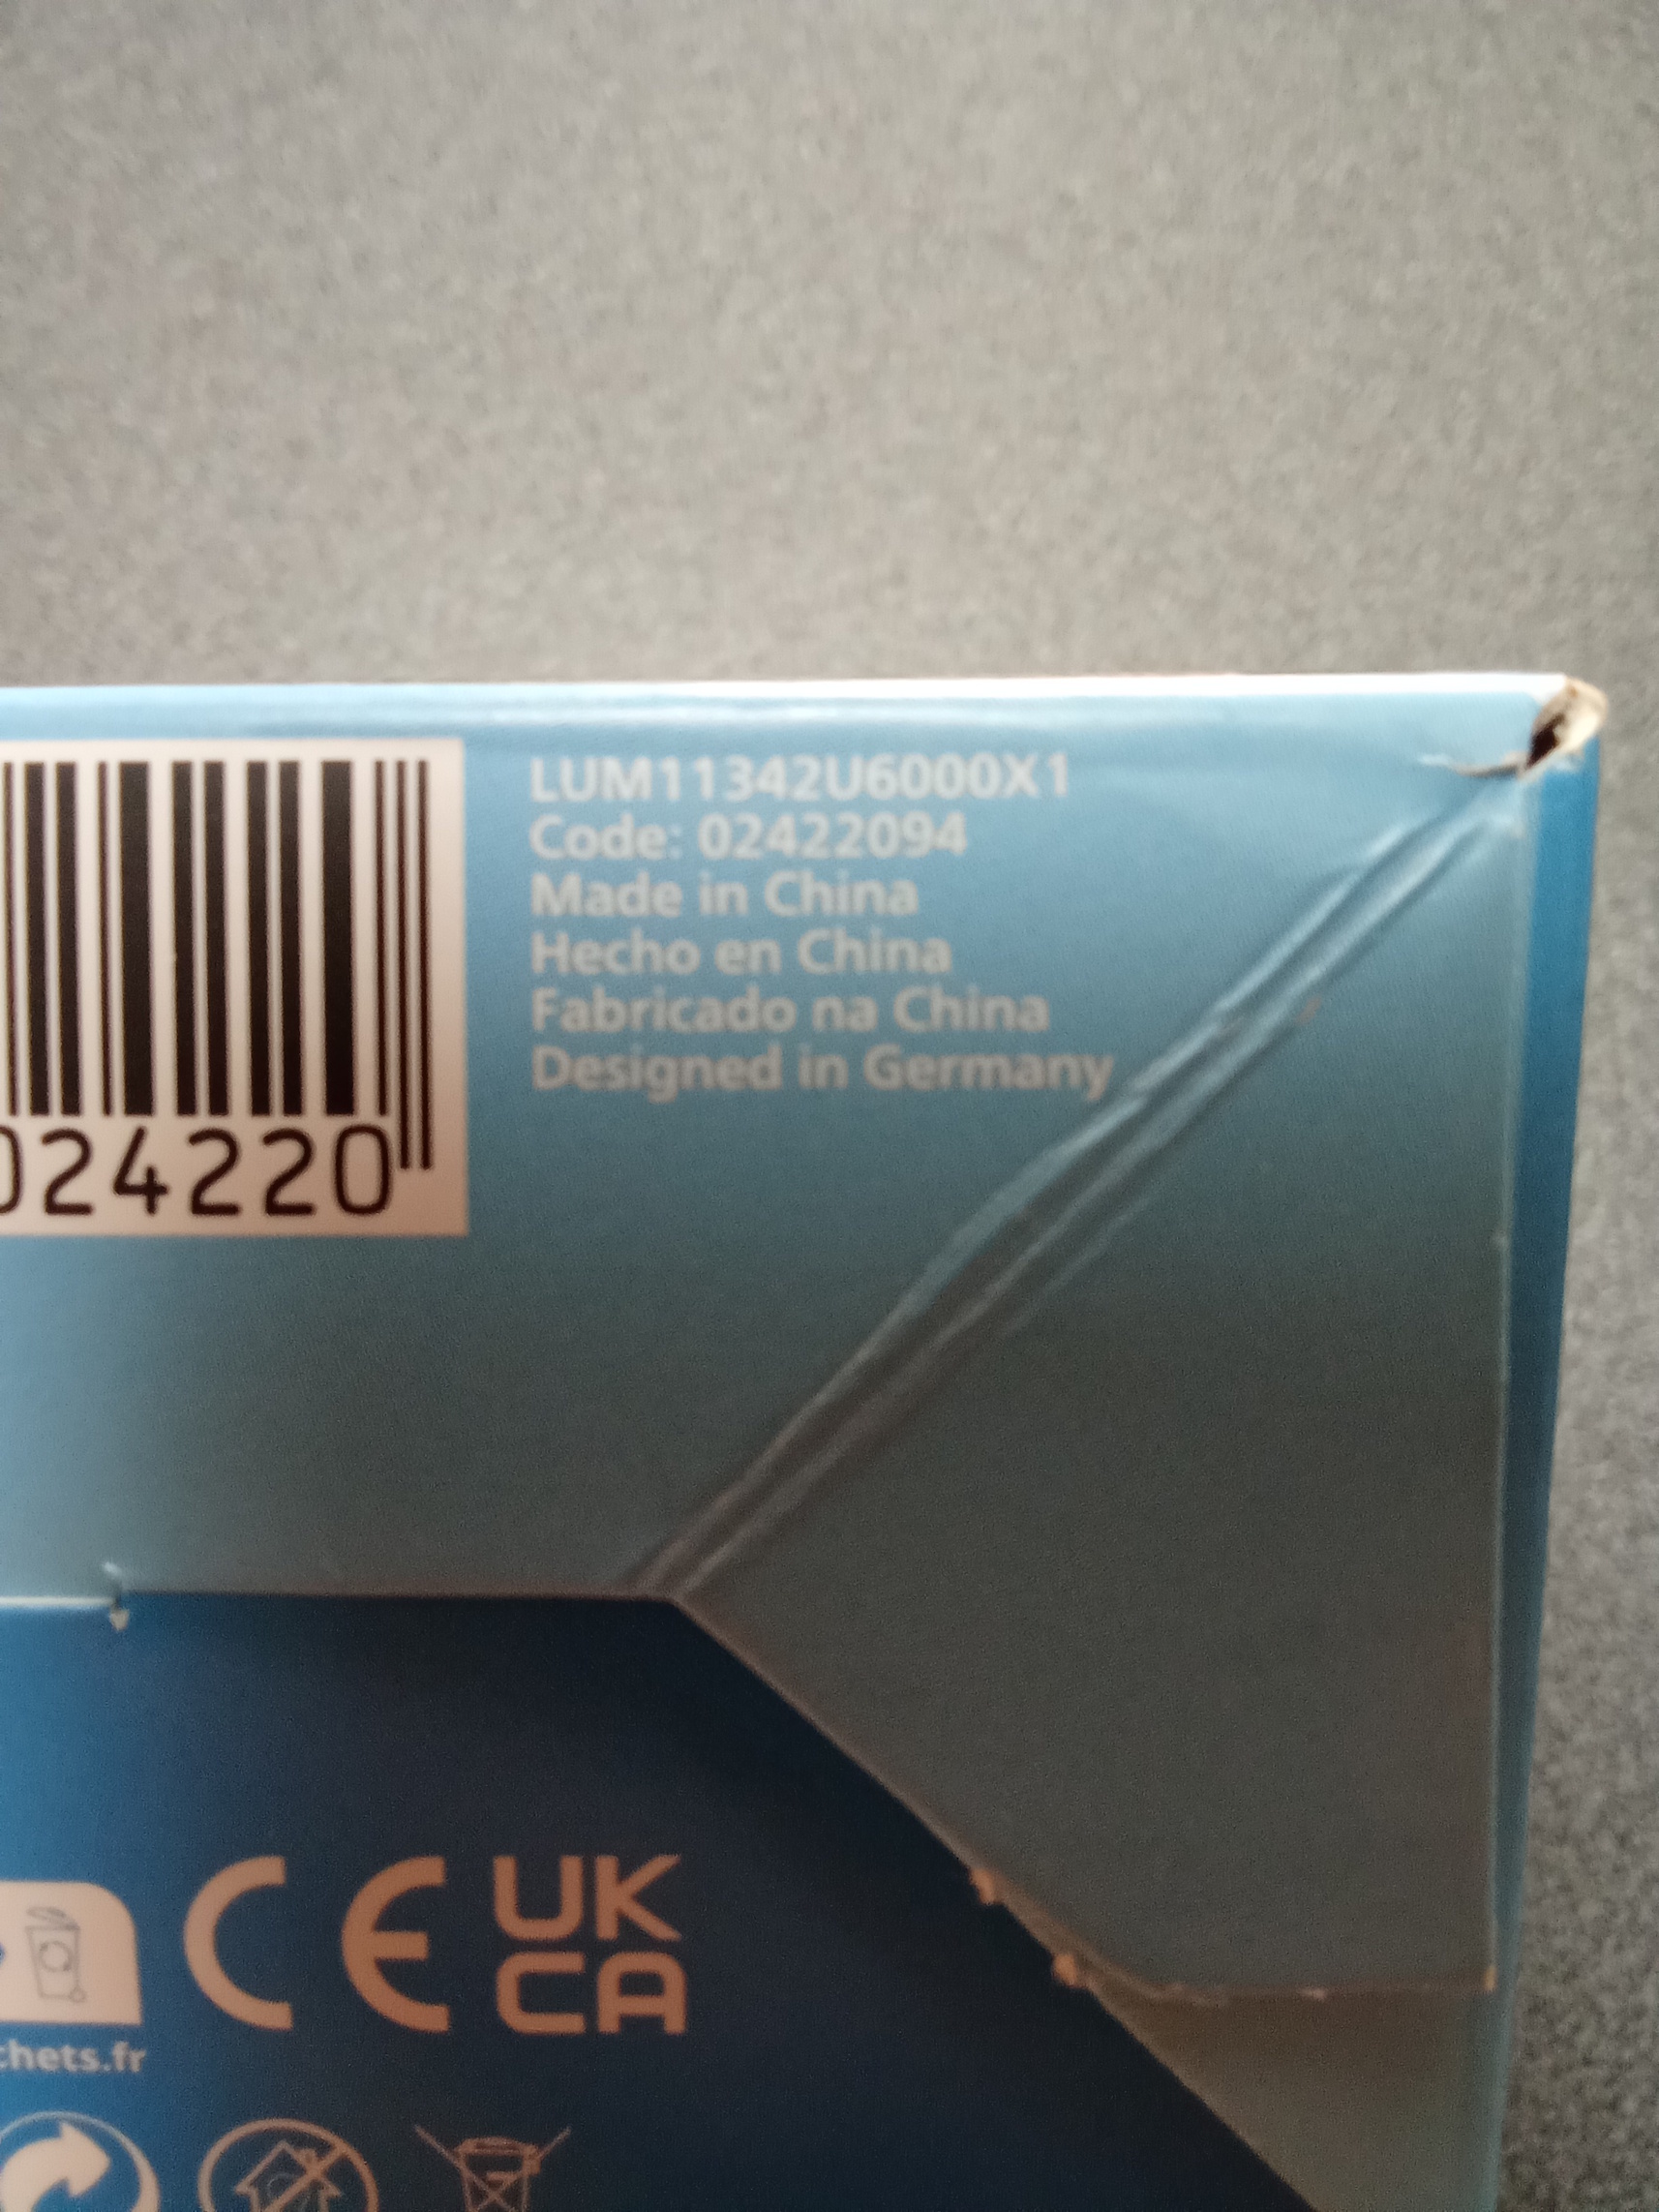 LUM11342U6000X1
Code: 02422094
Made in China
Hecho en China
Fabricado na China
Designed in Germany
024220
CE UK
CA
chets.fr